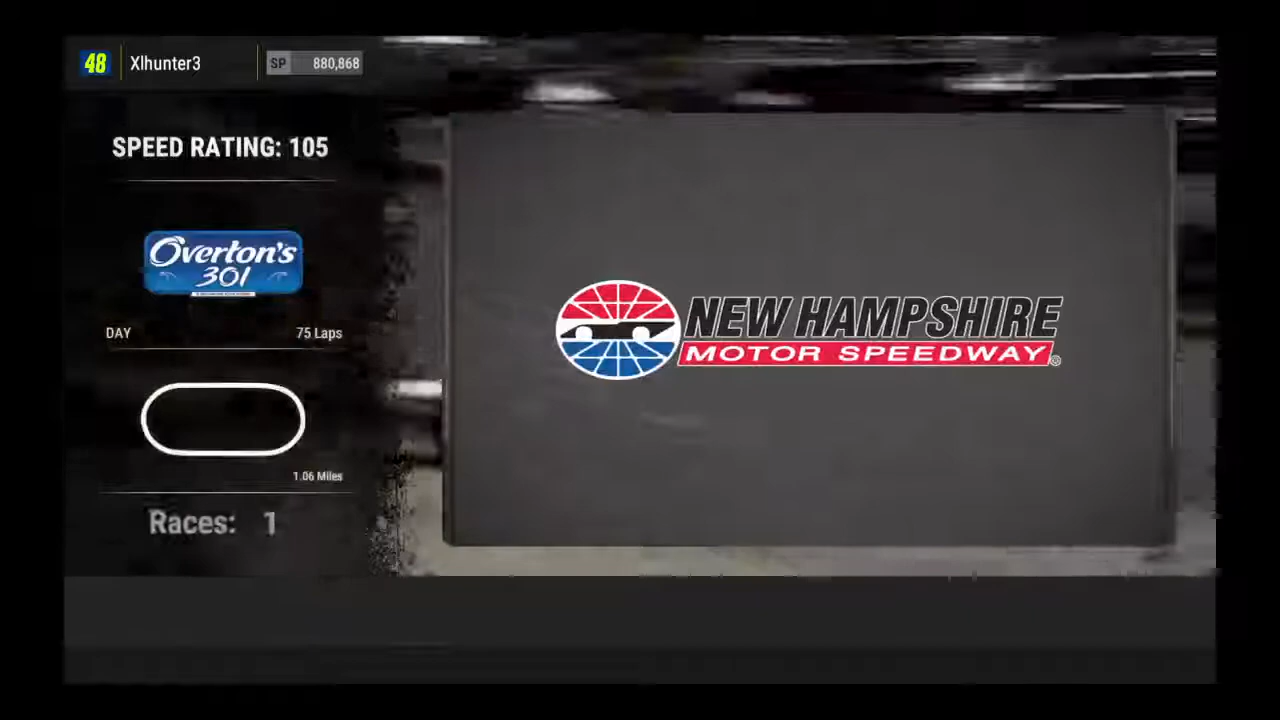 48
Xlhunter3
SP 880,868
SPEED RATING: 105
Overton's
301
DAY
75 Laps
1.06 Miles
Races: 1
NEW HAMPSHIRE
MOTOR SPEEDWAY®